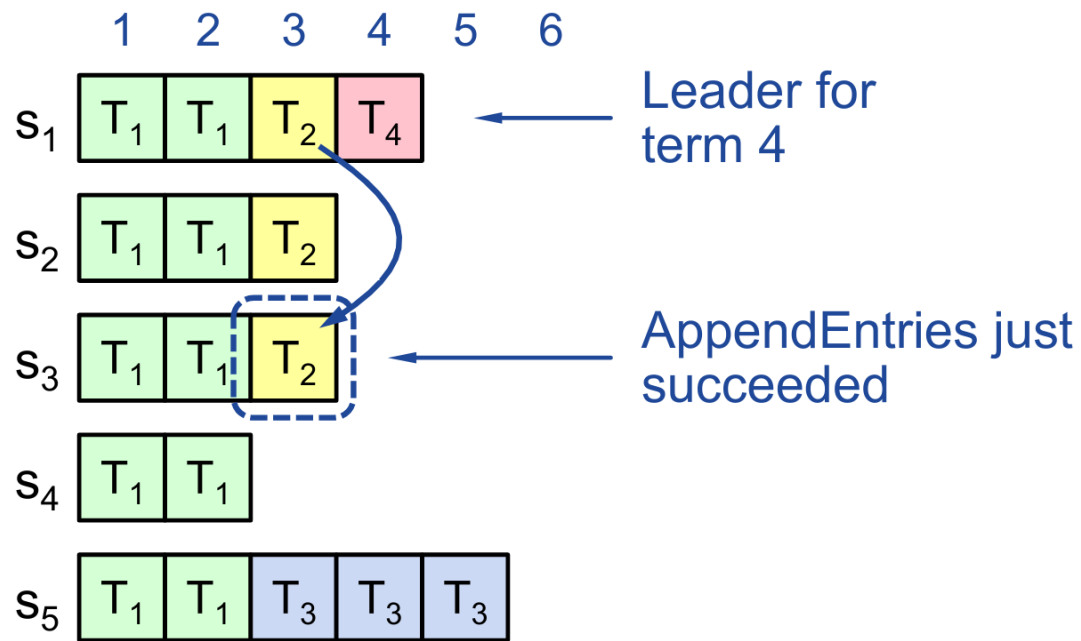 1 2 3 4 5 6
s₁ T₁ T₁ T₂ T₄
Leader for
term 4
s₂ T₁ T₁ T₂
s₃ T₁ T₁ T₂
AppendEntries just
succeeded
s₄ T₁ T₁
s₅ T₁ T₁ T₃ T₃ T₃